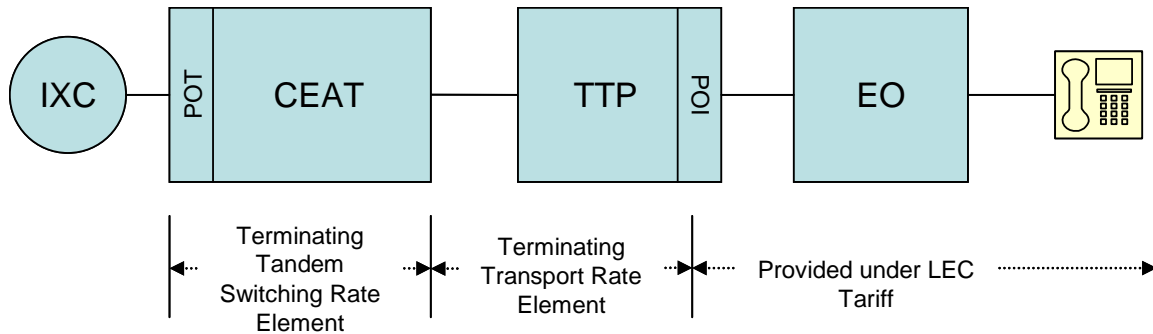 IXC
POT
CEAT
TTP
POI
EO
Terminating
Tandem
Switching Rate
Element
Terminating
Transport Rate
Element
Provided under LEC
Tariff